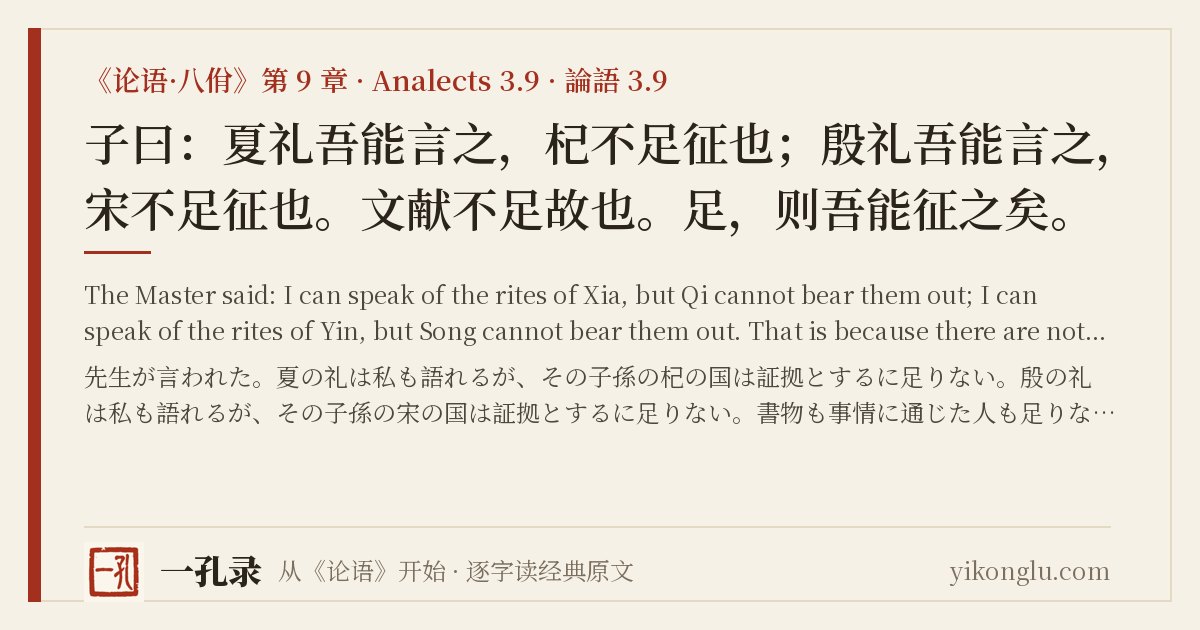 《论语·八佾》第 9 章 · Analects 3.9 · 論語 3.9
子曰：夏礼吾能言之，杞不足征也；殷礼吾能言之，
宋不足征也。文献不足故也。足，则吾能征之矣。
The Master said: I can speak of the rites of Xia, but Qi cannot bear them out; I can
speak of the rites of Yin, but Song cannot bear them out. That is because there are not…
先生が言われた。夏の礼は私も語れるが、その子孫の杞の国は証拠とするに足りない。殷の礼
は私も語れるが、その子孫の宋の国は証拠とするに足りない。書物も事情に通じた人も足りな…
一孔
一孔录 从《论语》开始 · 逐字读经典原文 yikonglu.com